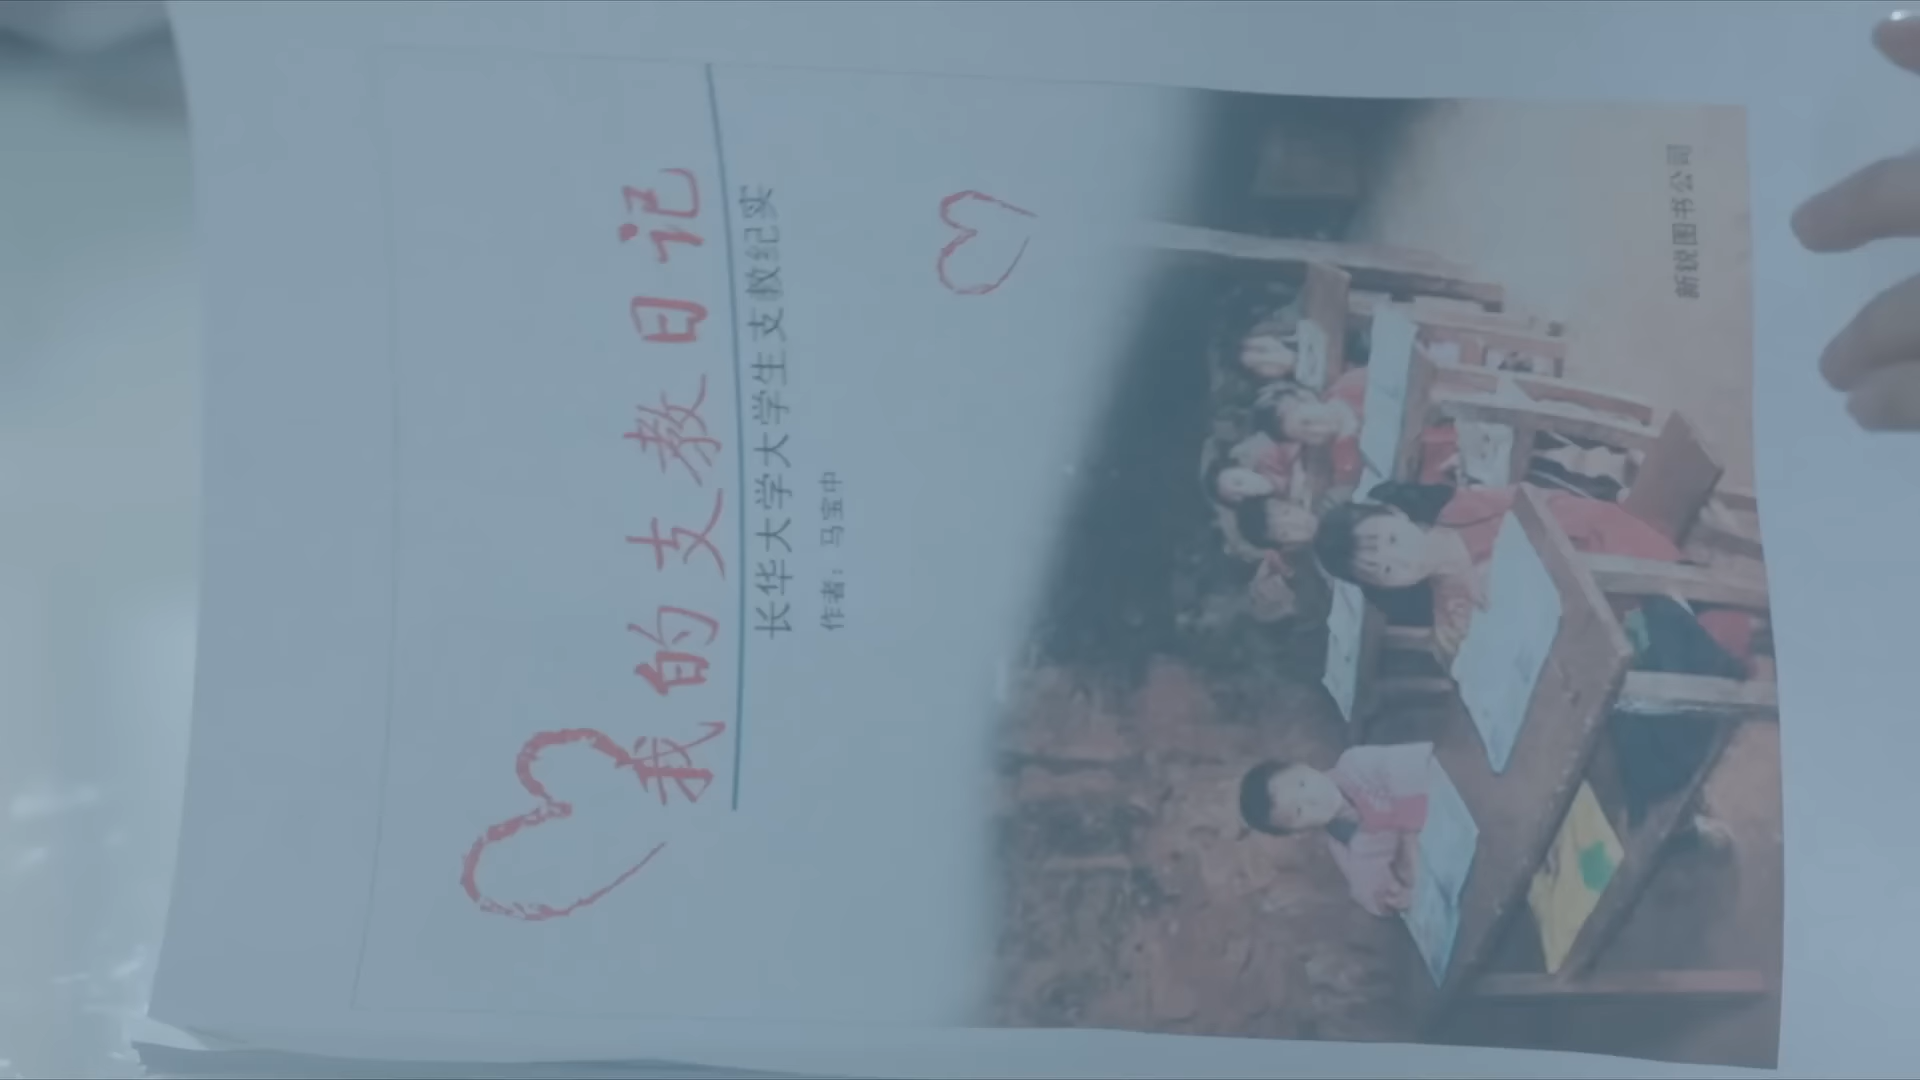 我的支教日记
长华大学大学生支教纪实
作者：马宝中
新锐图书公司